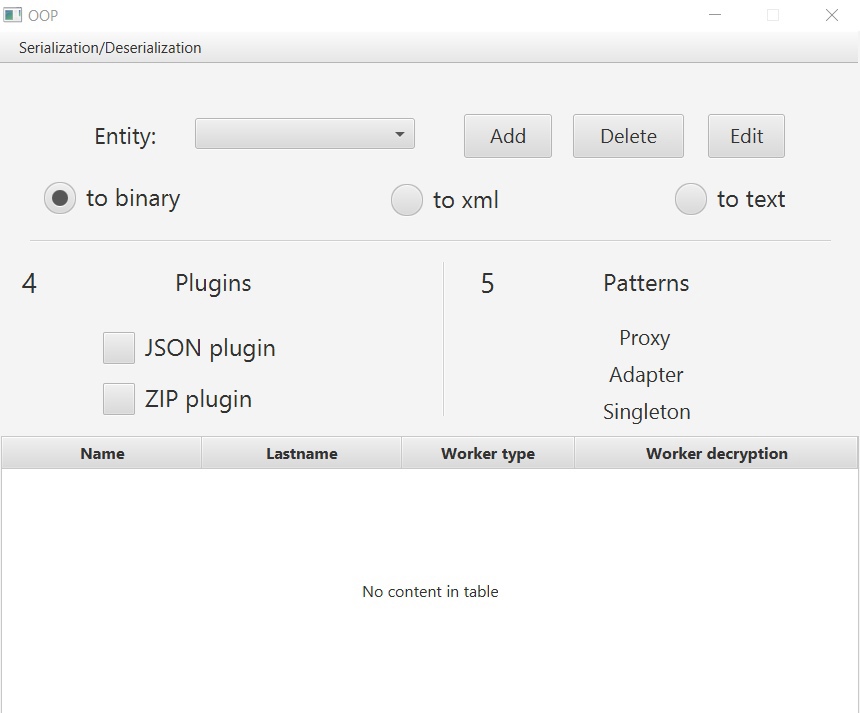 OOP
Serialization/Deserialization
Entity: Add Delete Edit
to binary to xml to text
4 Plugins 5 Patterns
JSON plugin
ZIP plugin
Proxy
Adapter
Singleton
Name Lastname Worker type Worker decryption
No content in table